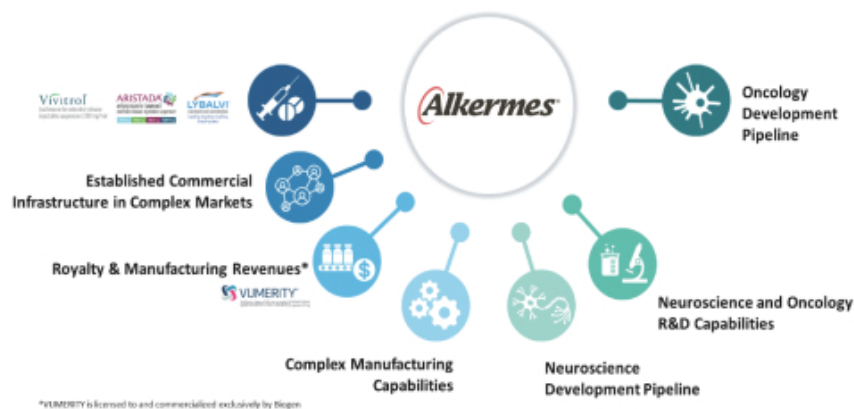 Alkermes
Vivitrol
ARISTADA
LYBALVI
Established Commercial
Infrastructure in Complex Markets
Royalty & Manufacturing Revenues*
VUMERITY
Complex Manufacturing
Capabilities
Neuroscience
Development Pipeline
Neuroscience and Oncology
R&D Capabilities
Oncology
Development
Pipeline
*VUMERITY is licensed to and commercialized exclusively by Biogen